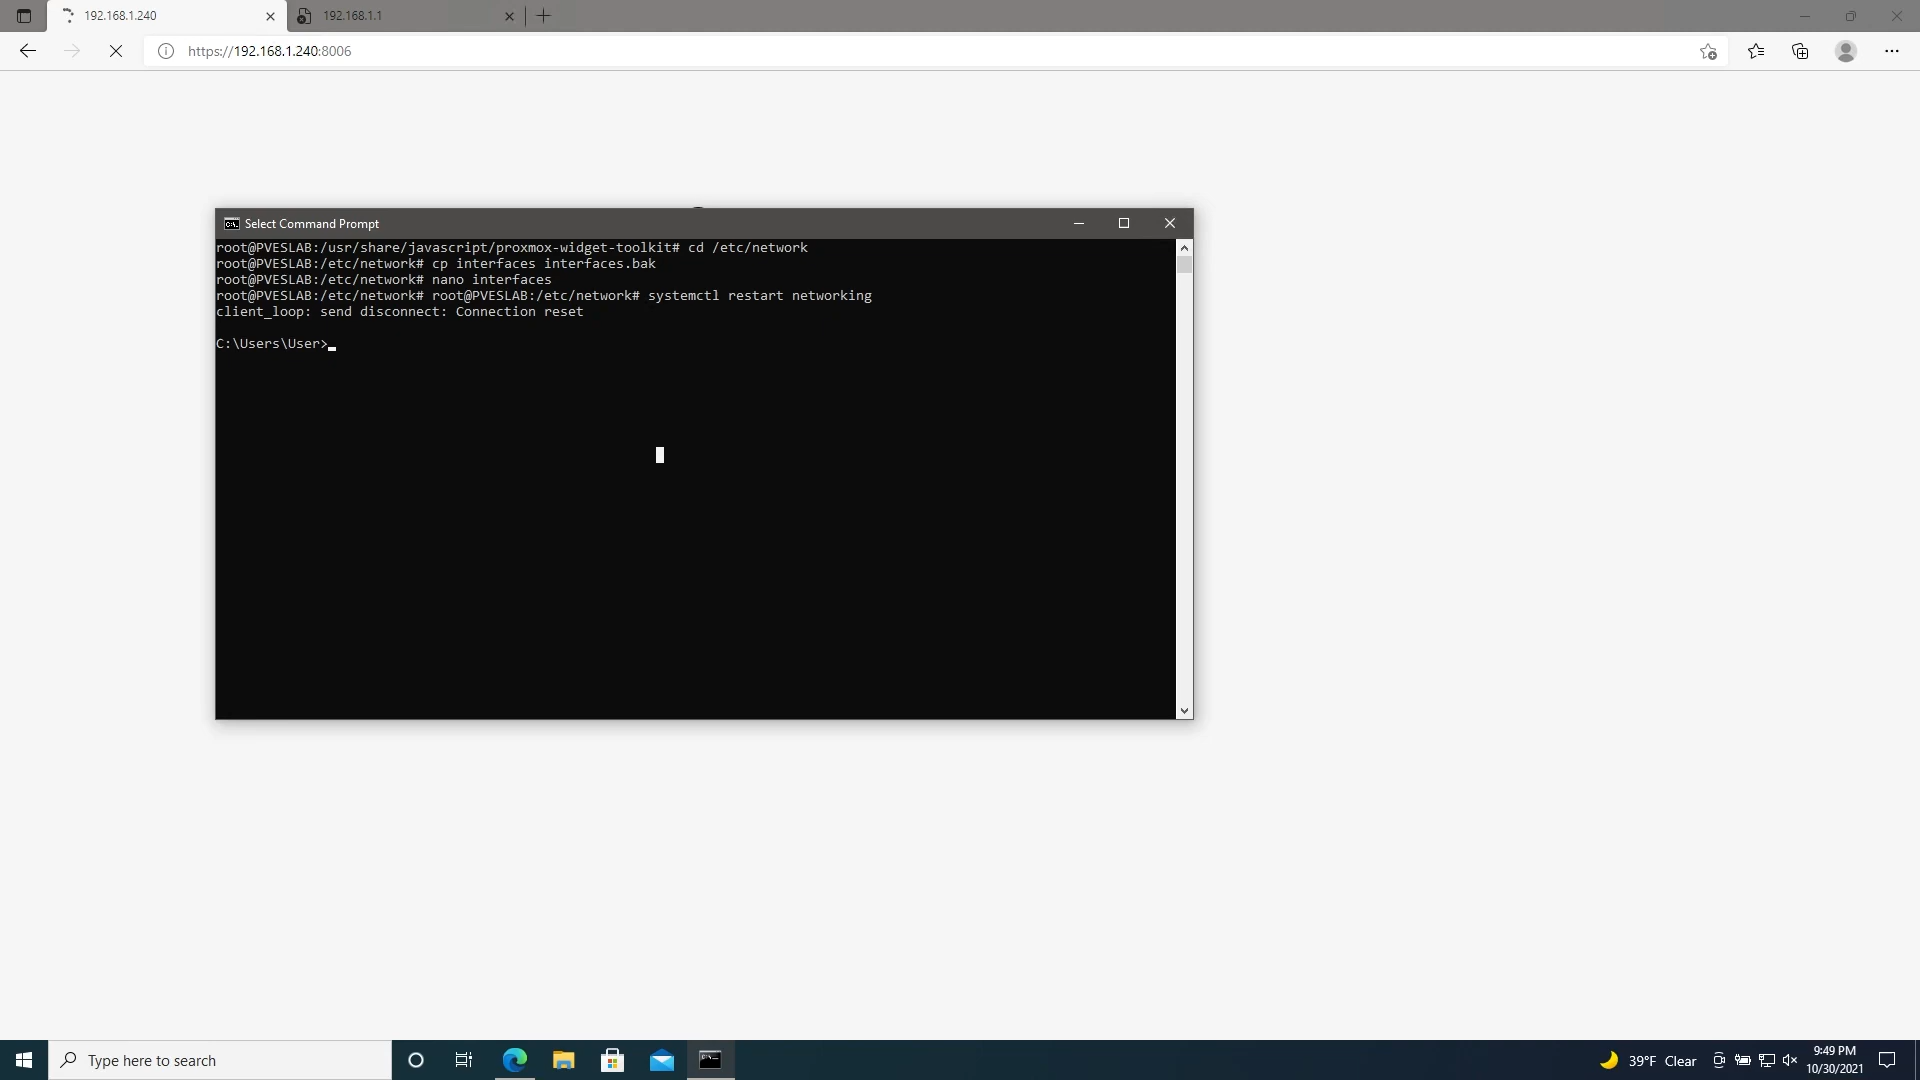 192.168.1.240
192.168.1.1
https://192.168.1.240:8006
Select Command Prompt
root@PVESLAB:/usr/share/javascript/proxmox-widget-toolkit# cd /etc/network
root@PVESLAB:/etc/network# cp interfaces interfaces.bak
root@PVESLAB:/etc/network# nano interfaces
root@PVESLAB:/etc/network# root@PVESLAB:/etc/network# systemctl restart networking
client_loop: send disconnect: Connection reset
C:\Users\User>
Type here to search
39°F Clear
9:49 PM
10/30/2021